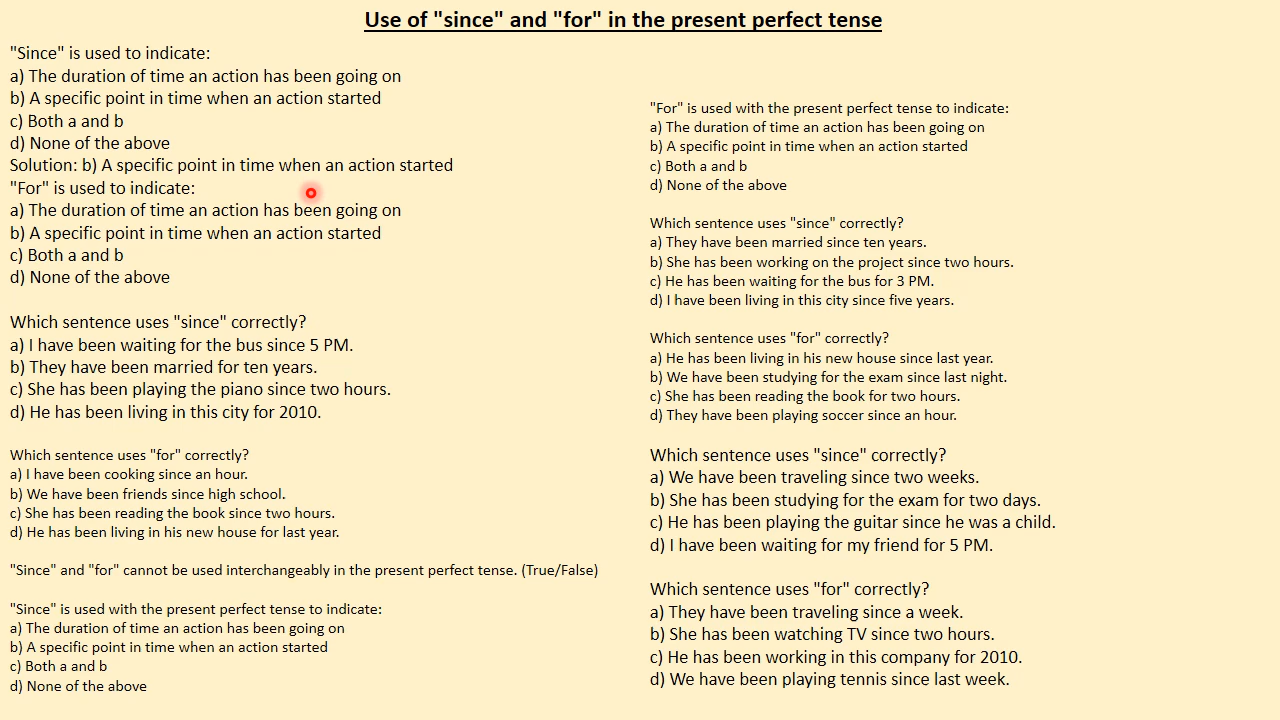 Use of "since" and "for" in the present perfect tense
"Since" is used to indicate:
a) The duration of time an action has been going on
b) A specific point in time when an action started
c) Both a and b
d) None of the above
Solution: b) A specific point in time when an action started
"For" is used to indicate:
a) The duration of time an action has been going on
b) A specific point in time when an action started
c) Both a and b
d) None of the above
Which sentence uses "since" correctly?
a) I have been waiting for the bus since 5 PM.
b) They have been married for ten years.
c) She has been playing the piano since two hours.
d) He has been living in this city for 2010.
Which sentence uses "for" correctly?
a) I have been cooking since an hour.
b) We have been friends since high school.
c) She has been reading the book since two hours.
d) He has been living in his new house for last year.
"Since" and "for" cannot be used interchangeably in the present perfect tense. (True/False)
"Since" is used with the present perfect tense to indicate:
a) The duration of time an action has been going on
b) A specific point in time when an action started
c) Both a and b
d) None of the above
"For" is used with the present perfect tense to indicate:
a) The duration of time an action has been going on
b) A specific point in time when an action started
c) Both a and b
d) None of the above
Which sentence uses "since" correctly?
a) They have been married since ten years.
b) She has been working on the project since two hours.
c) He has been waiting for the bus for 3 PM.
d) I have been living in this city since five years.
Which sentence uses "for" correctly?
a) He has been living in his new house since last year.
b) We have been studying for the exam since last night.
c) She has been reading the book for two hours.
d) They have been playing soccer since an hour.
Which sentence uses "since" correctly?
a) We have been traveling since two weeks.
b) She has been studying for the exam for two days.
c) He has been playing the guitar since he was a child.
d) I have been waiting for my friend for 5 PM.
Which sentence uses "for" correctly?
a) They have been traveling since a week.
b) She has been watching TV since two hours.
c) He has been working in this company for 2010.
d) We have been playing tennis since last week.